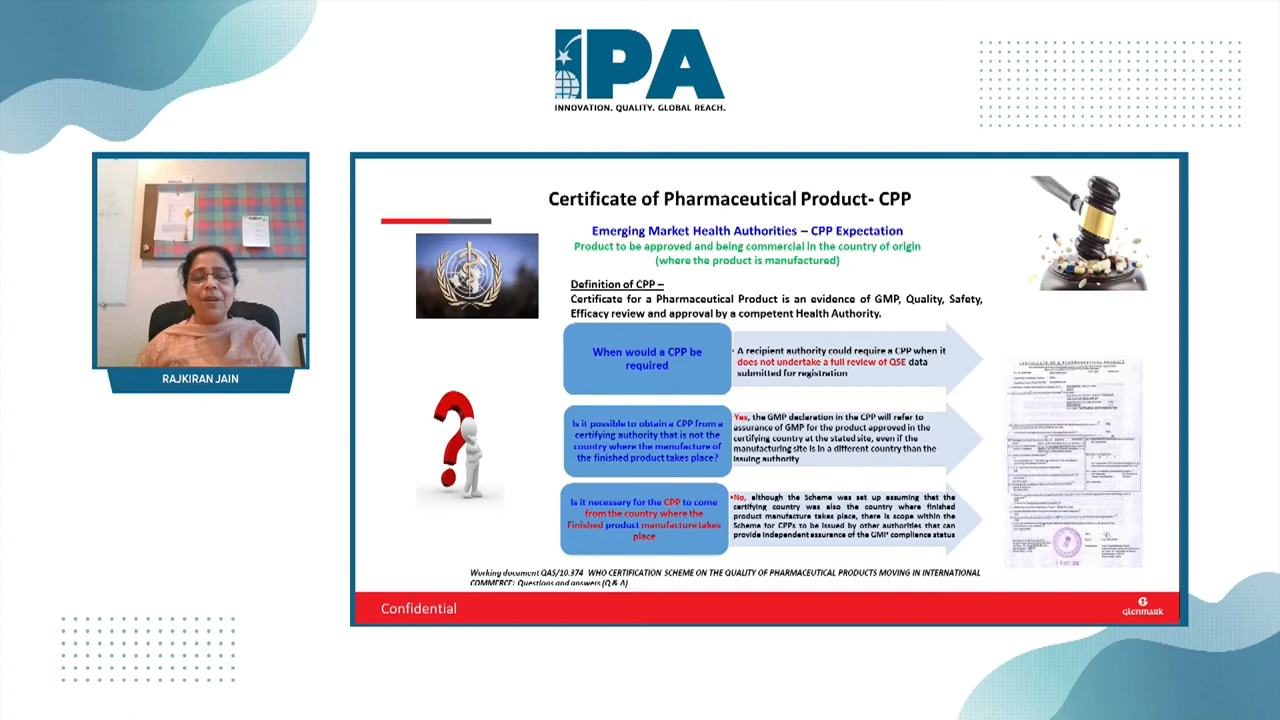 IPA
INNOVATION. QUALITY. GLOBAL REACH.
RAJKIRAN JAIN
Certificate of Pharmaceutical Product- CPP
Emerging Market Health Authorities – CPP Expectation
Product to be approved and being commercial in the country of origin
(where the product is manufactured)
Definition of CPP –
Certificate for a Pharmaceutical Product is an evidence of GMP, Quality, Safety,
Efficacy review and approval by a competent Health Authority.
When would a CPP be
required
• A recipient authority could require a CPP when it
does not undertake a full review of QSE data
submitted for registration
Is it possible to obtain a CPP from a
certifying authority that is not the
country where the manufacture of
the finished product takes place?
Yes, the GMP declaration in the CPP will refer to
assurance of GMP for the product approved in the
certifying country at the stated site, even if the
manufacturing site is in a different country than the
issuing authority
Is it necessary for the CPP to come
from the country where the
Finished product manufacture takes
place
•No, although the Scheme was set up assuming that the
certifying country was also the country where finished
product manufacture takes place, there is scope within the
Scheme for CPPs to be issued by other authorities that can
provide independent assurance of the GMP compliance status
CERTIFICATE OF A PHARMACEUTICAL PRODUCT
Working document QAS/10.374 WHO CERTIFICATION SCHEME ON THE QUALITY OF PHARMACEUTICAL PRODUCTS MOVING IN INTERNATIONAL
COMMERCE: Questions and answers (Q & A)
Confidential
Glenmark